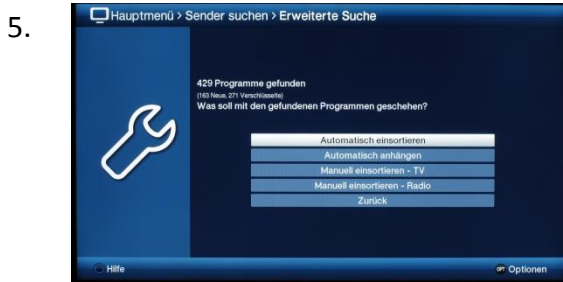 5.
Hauptmenü > Sender suchen > Erweiterte Suche
429 Programme gefunden
(163 Neue, 271 Verschlüsselte)
Was soll mit den gefundenen Programmen geschehen?
Automatisch einsortieren
Automatisch anhängen
Manuell einsortieren - TV
Manuell einsortieren - Radio
Zurück
Hilfe
OPT Optionen